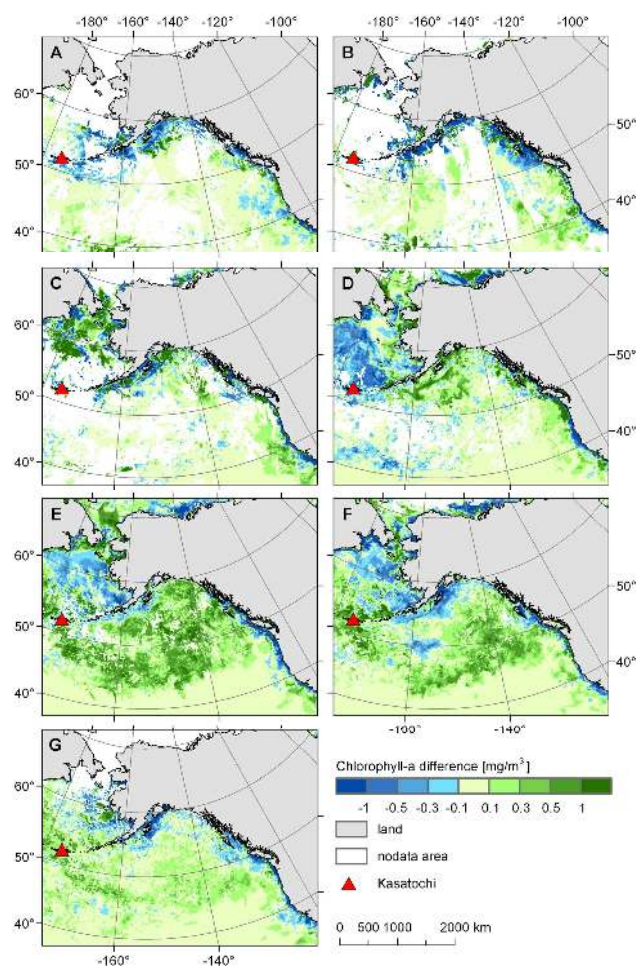 -180° -160° -140° -120° -100° -180° -160° -140° -120° -100°
A B
60°
50° 50°
40° 40°
C D
60°
50° 50°
40° 40°
E F
60°
50° 50°
40° 40°
-160° -140°
G
60°
50°
40°
-160° -140°
Chlorophyll-a difference [mg/m³]
-1 -0.5 -0.3 -0.1 0.1 0.3 0.5 1
land
nodata area
Kasatochi
0 500 1000 2000 km